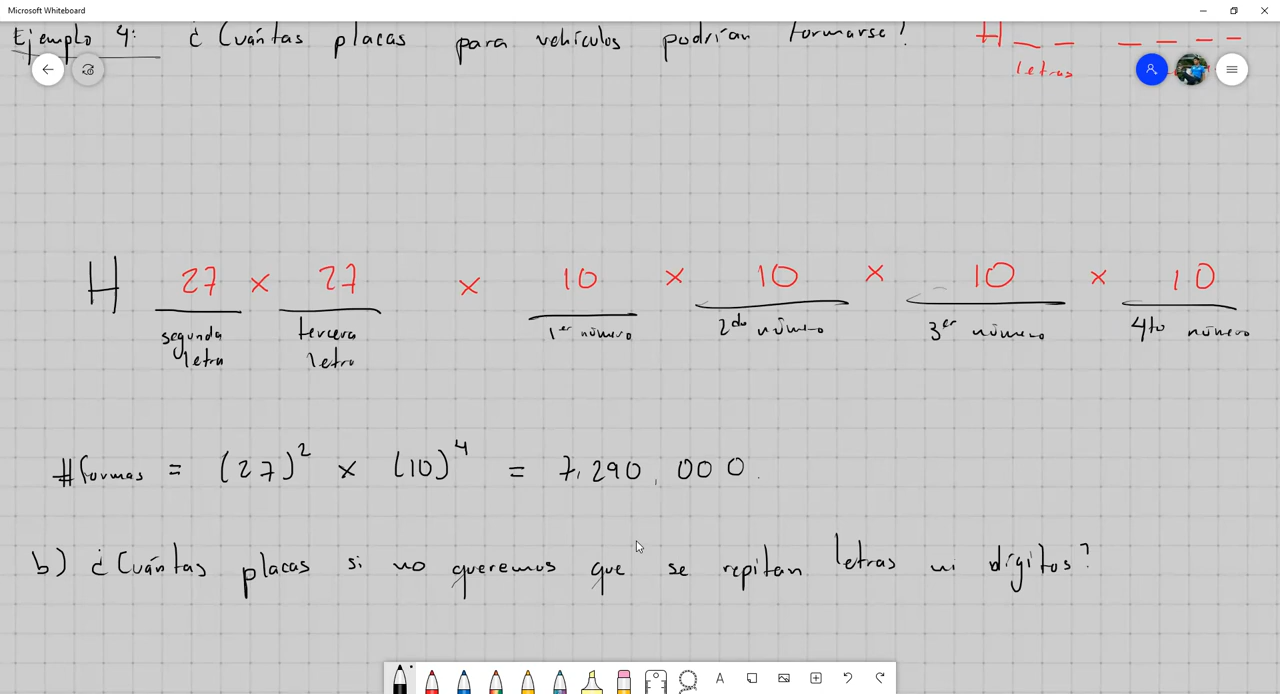 Microsoft Whiteboard
Ejemplo 4: ¿Cuántas placas para vehículos podrían formarse? H _ _ _ _ _ _
letras
H 27 x 27 x 10 x 10 x 10 x 10
segunda letra tercera letra 1er número 2do número 3er número 4to número
#formas = (27)² x (10)⁴ = 7,290,000.
b) ¿Cuántas placas si no queremos que se repitan letras ni dígitos?
A